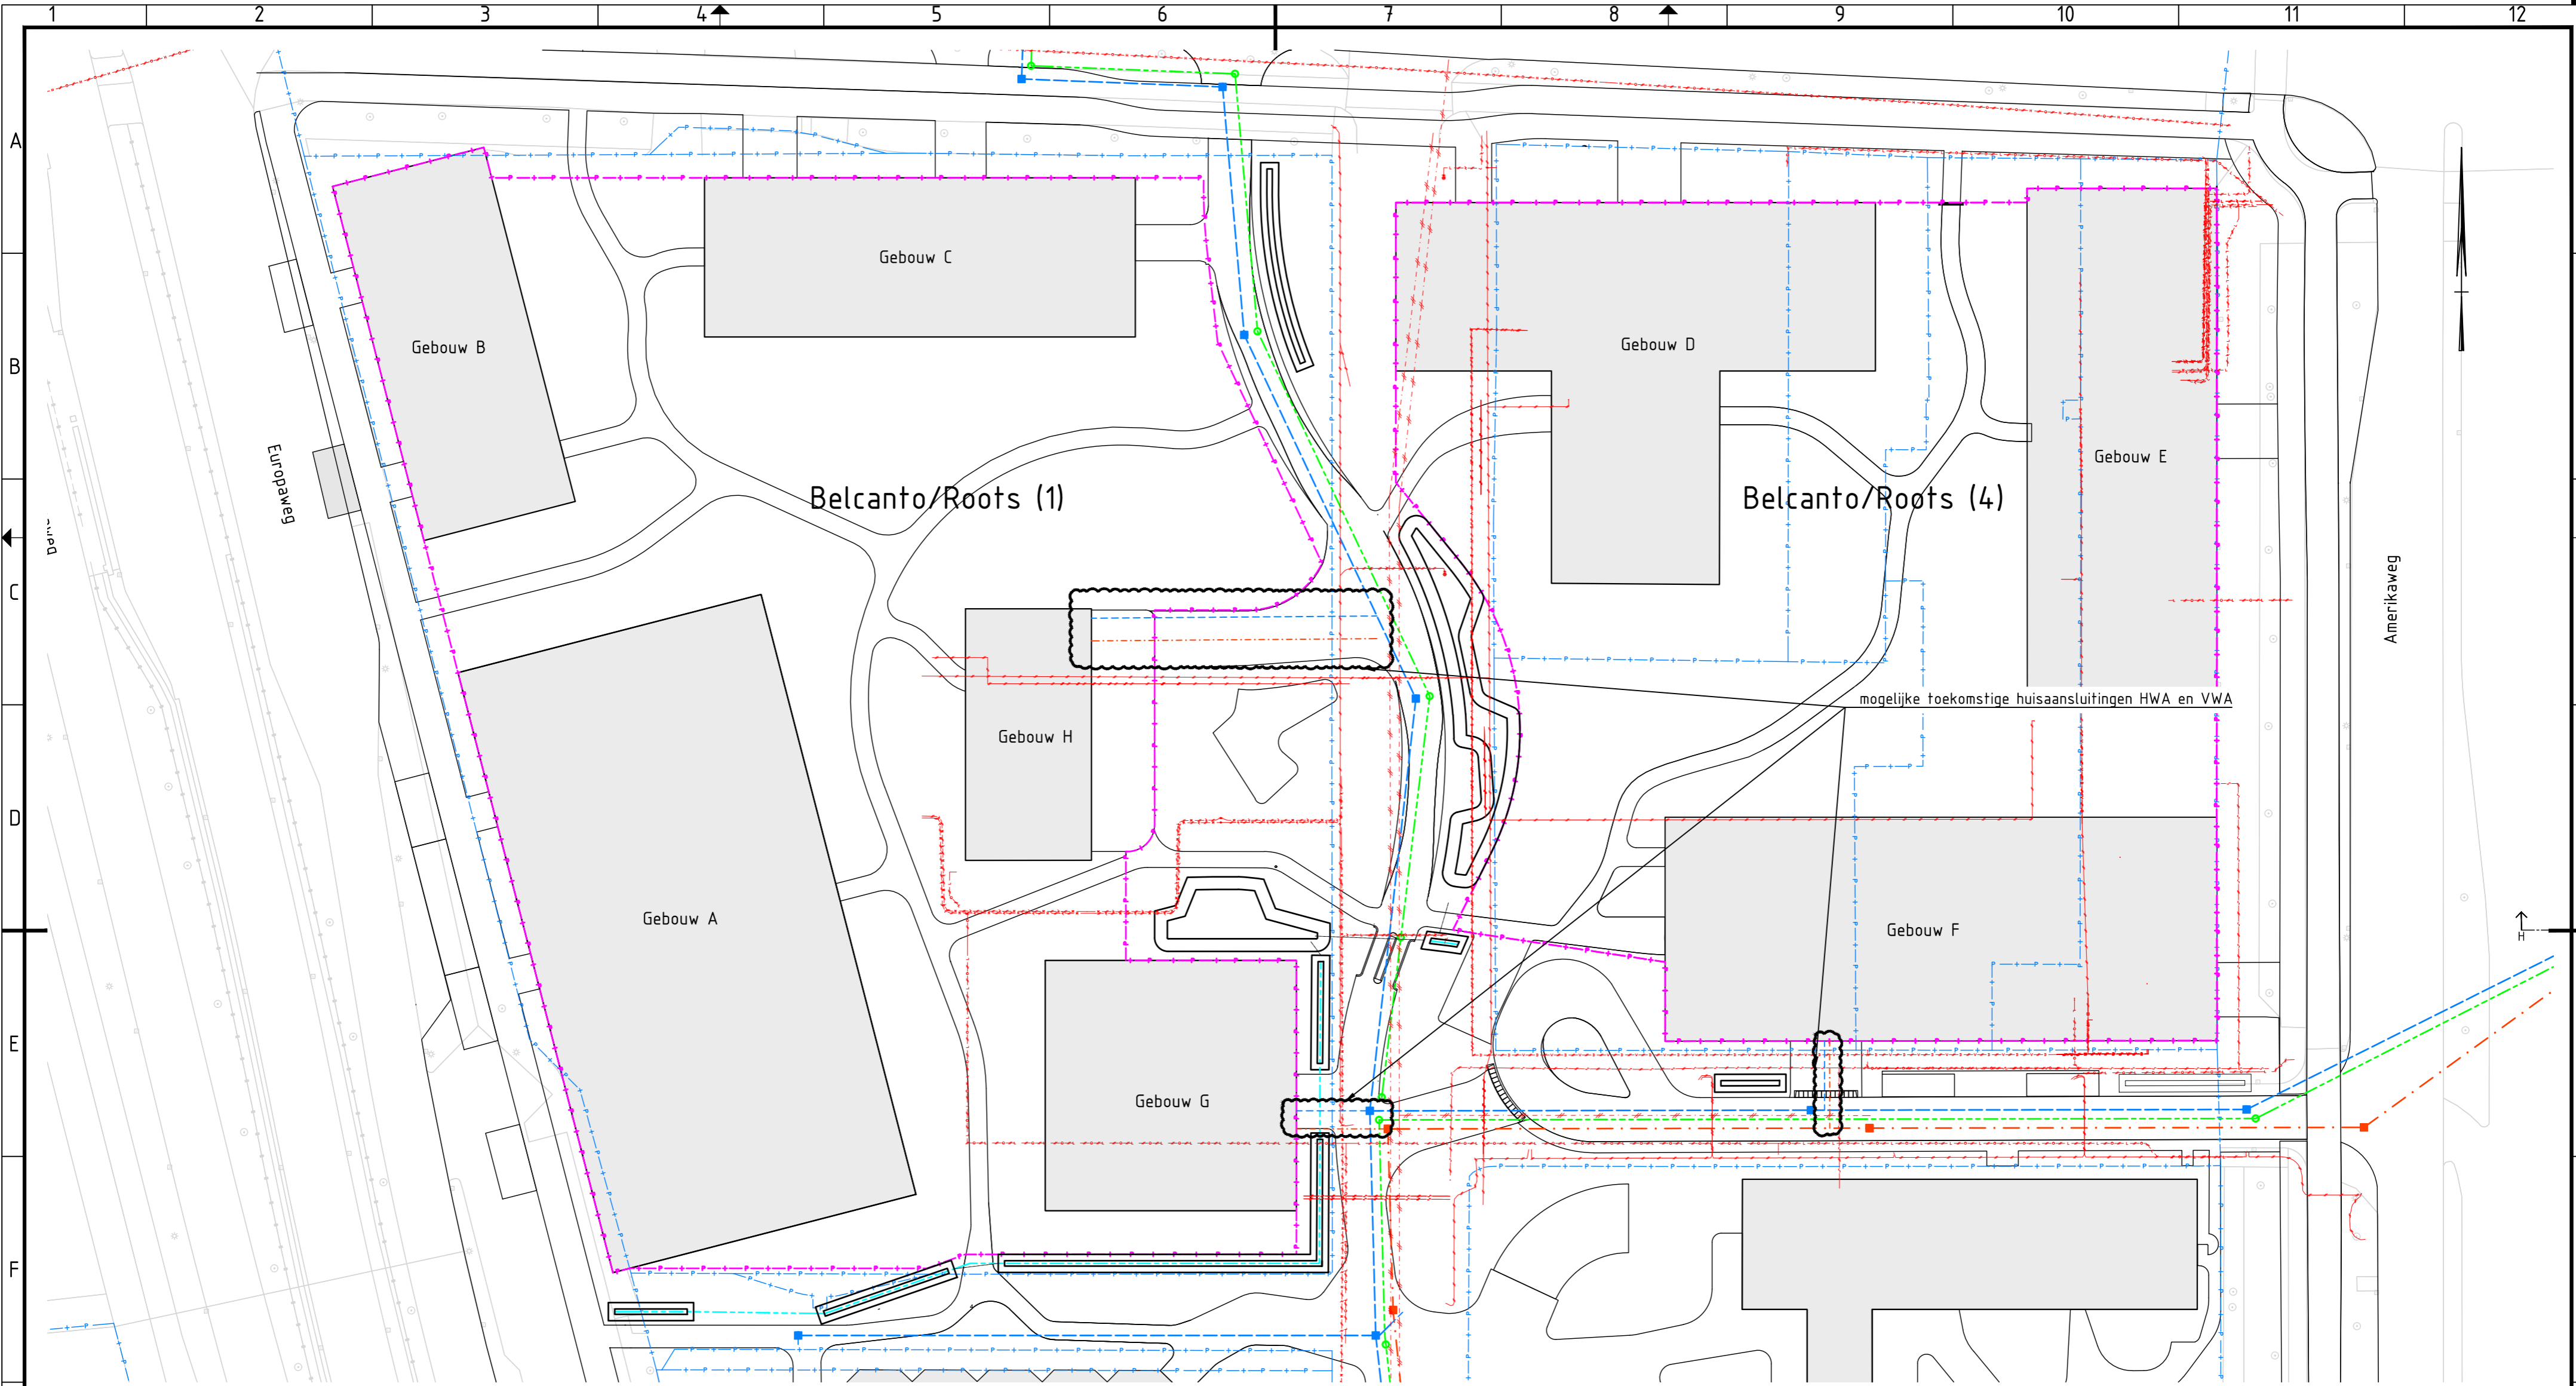 1 2 3 4 5 6 7 8 9 10 11 12
A
Gebouw C
B
Gebouw B
Gebouw D
Gebouw E
Europaweg
Belcanto/Roots (1)
Belcanto/Roots (4)
C
Amerikaweg
mogelijke toekomstige huisaansluitingen HWA en VWA
Gebouw H
D
Gebouw A
Gebouw F
H
E
Gebouw G
F